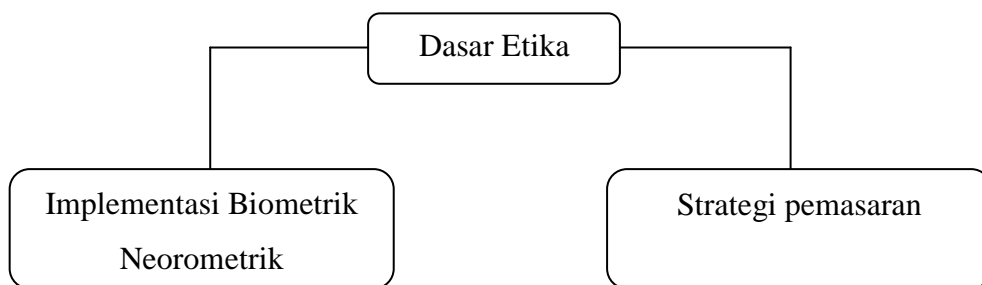 Dasar Etika
Implementasi Biometrik
Neorometrik
Strategi pemasaran